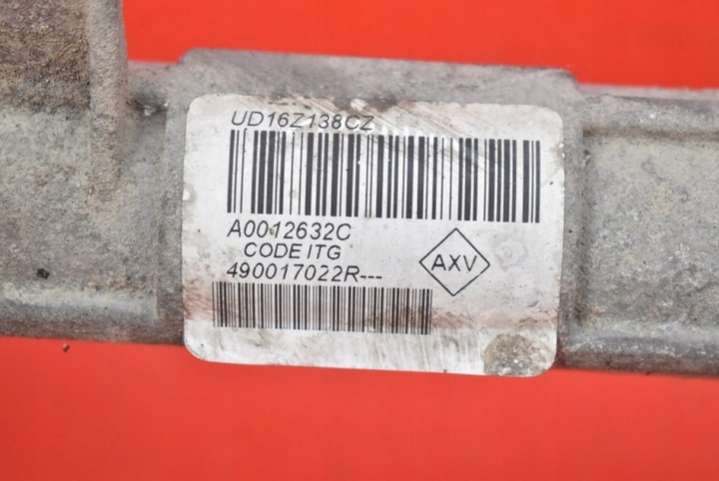 UD16Z138CZ
A0012632C
CODE ITG
490017022R---
AXV